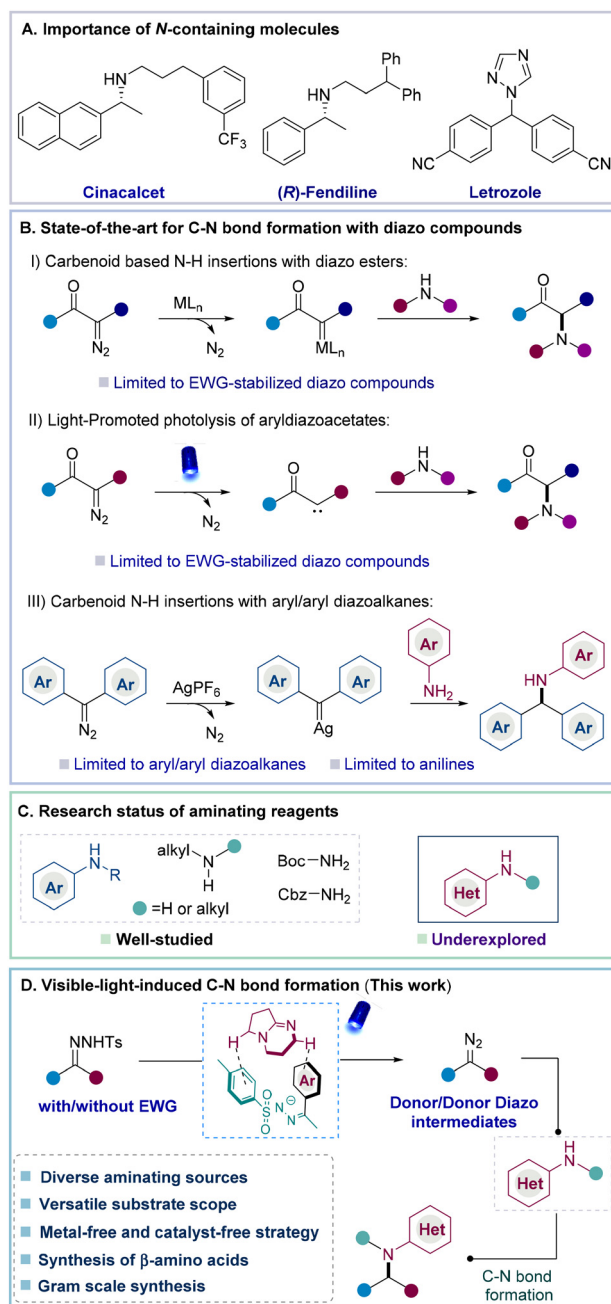 A. Importance of N-containing molecules
HN
CF3
Cinacalcet
Ph
Ph
HN
(R)-Fendiline
N
N
N
NC
CN
Letrozole
B. State-of-the-art for C-N bond formation with diazo compounds
I) Carbenoid based N-H insertions with diazo esters:
O
N2
MLn
N2
O
MLn
H
N
O
N
Limited to EWG-stabilized diazo compounds
II) Light-Promoted photolysis of aryldiazoacetates:
O
N2
N2
O
H
N
O
N
Limited to EWG-stabilized diazo compounds
III) Carbenoid N-H insertions with aryl/aryl diazoalkanes:
Ar Ar
N2
AgPF6
N2
Ar Ar
Ag
Ar
NH2
Ar
HN
Ar Ar
Limited to aryl/aryl diazoalkanes Limited to anilines
C. Research status of aminating reagents
Ar
H
N
R
alkyl
N
H
=H or alkyl
Boc–NH2
Cbz–NH2
Well-studied
Het
H
N
Underexplored
D. Visible-light-induced C-N bond formation (This work)
NNHTs
with/without EWG
H
N
N
H
Ar
S
O
O
N
N
⊖
N2
Donor/Donor Diazo
intermediates
Het
H
N
C-N bond
formation
Het
N
Diverse aminating sources
Versatile substrate scope
Metal-free and catalyst-free strategy
Synthesis of β-amino acids
Gram scale synthesis